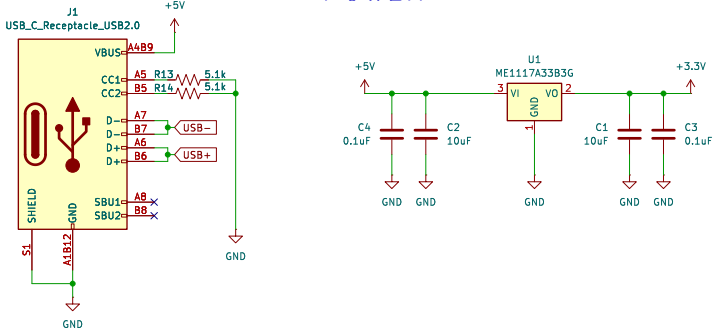 J1
USB_C_Receptacle_USB2.0
+5V
VBUS
A4B9
CC1
A5
R13
5.1k
CC2
B5
R14
5.1k
D-
A7
D-
B7
USB-
D+
A6
D+
B6
USB+
SBU1
A8
SBU2
B8
SHIELD
GND
S1
A1B12
GND
GND
+5V
U1
ME1117A33B3G
+3.3V
3
VI
VO
2
GND
1
C4
0.1uF
C2
10uF
C1
10uF
C3
0.1uF
GND
GND
GND
GND
GND